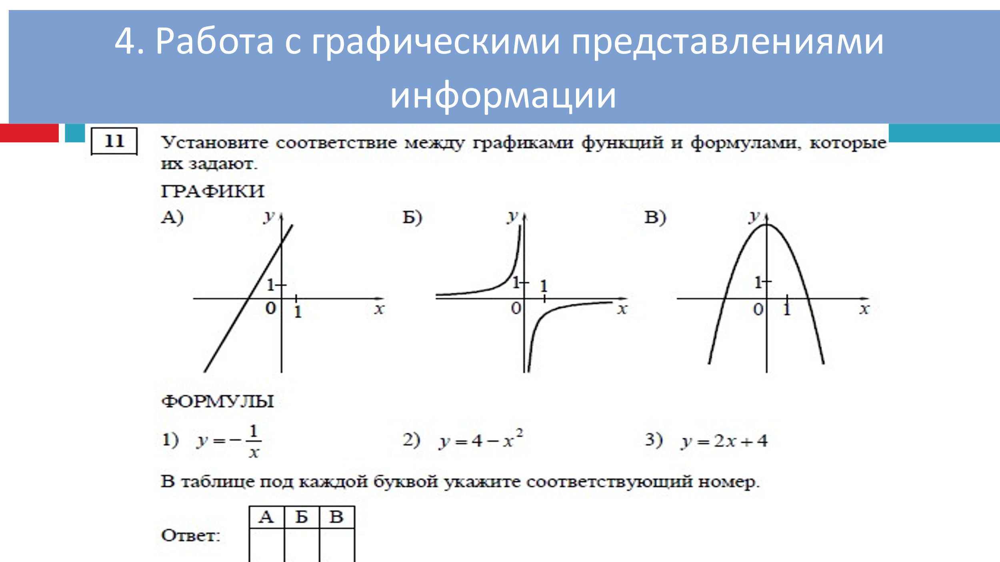 4. Работа с графическими представлениями
информации
11
Установите соответствие между графиками функций и формулами, которые
их задают.
ГРАФИКИ
А) y 1 0 1 x
Б) y 1 1 0 x
В) y 1 0 1 x
ФОРМУЛЫ
1) y = − 1/x
2) y = 4 − x²
3) y = 2x + 4
В таблице под каждой буквой укажите соответствующий номер.
А Б В
Ответ: